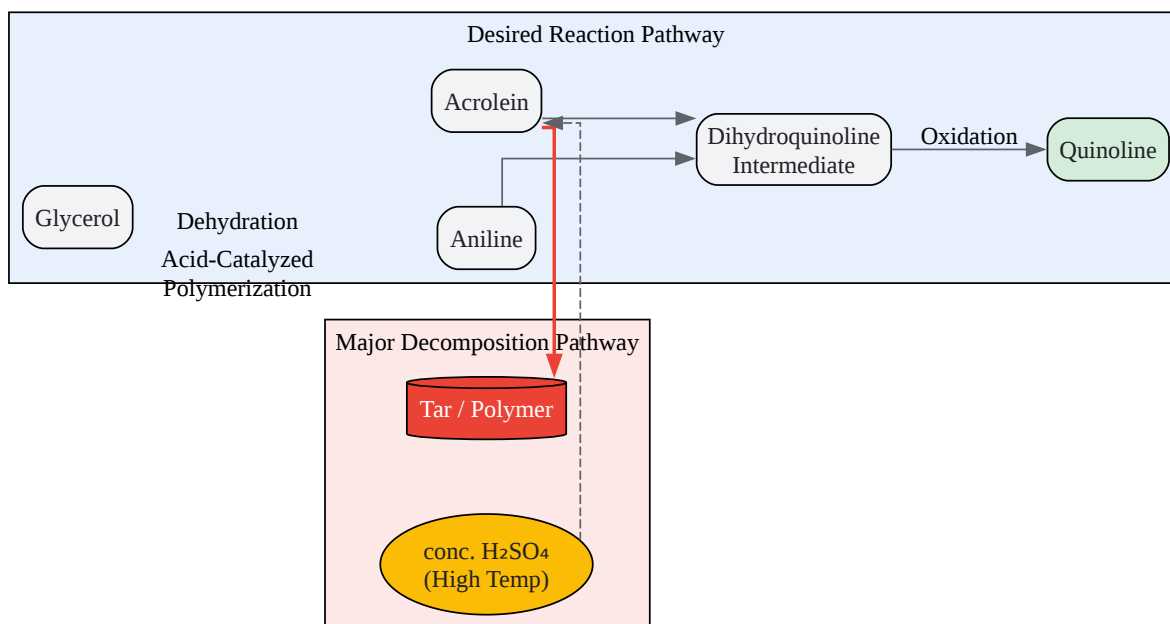 Desired Reaction Pathway
Acrolein
Dihydroquinoline
Intermediate
Oxidation
Quinoline
Glycerol
Dehydration
Aniline
Acid-Catalyzed
Polymerization
Major Decomposition Pathway
Tar / Polymer
conc. H₂SO₄
(High Temp)